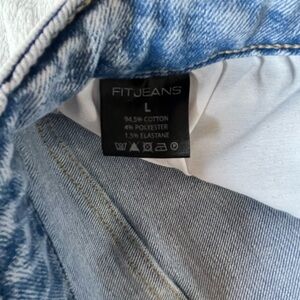 FITJEANS
L
94.5% COTTON
4% POLYESTER
1.5% ELASTANE